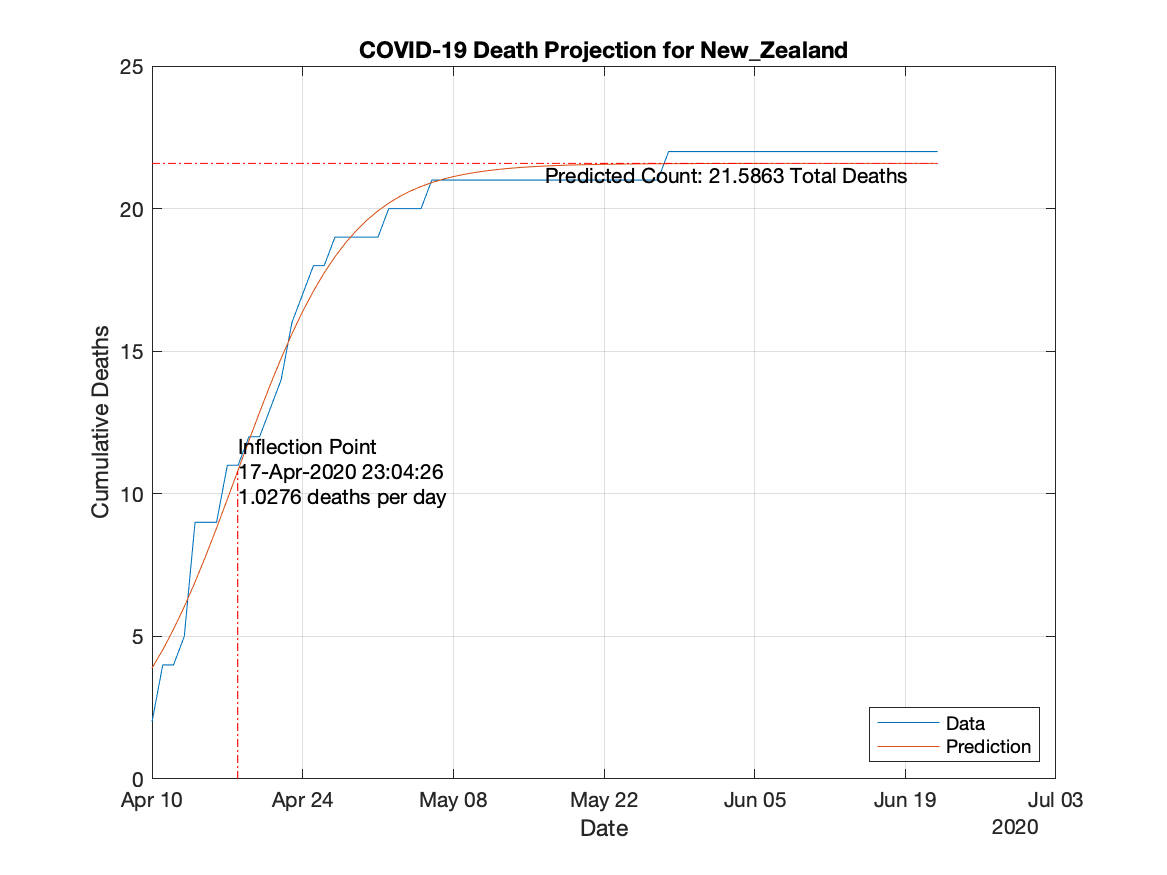 COVID-19 Death Projection for New_Zealand
25
20
15
10
5
0
Cumulative Deaths
Predicted Count: 21.5863 Total Deaths
Inflection Point
17-Apr-2020 23:04:26
1.0276 deaths per day
Data
Prediction
Apr 10
Apr 24
May 08
May 22
Jun 05
Jun 19
Jul 03
Date
2020